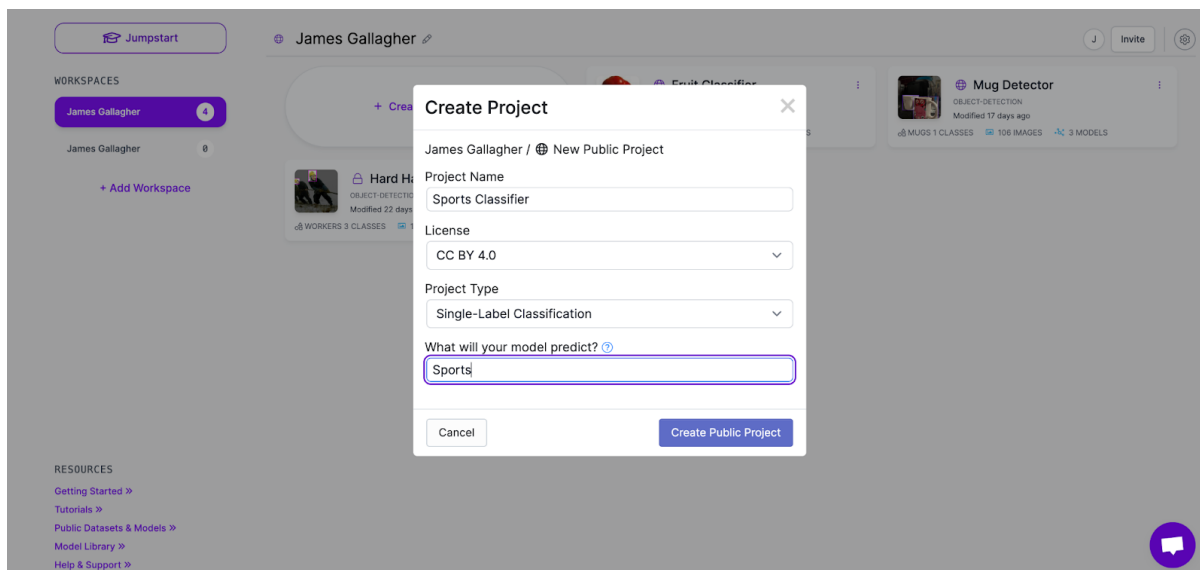 Jumpstart
James Gallagher
J
Invite
WORKSPACES
James Gallagher
4
James Gallagher
0
+ Add Workspace
+ Crea
Fruit Classifier
S
Mug Detector
OBJECT-DETECTION
Modified 17 days ago
MUGS 1 CLASSES 106 IMAGES 3 MODELS
Hard Ha
OBJECT-DETECTIO
Modified 22 days
WORKERS 3 CLASSES 1
Create Project
James Gallagher / New Public Project
Project Name
Sports Classifier
License
CC BY 4.0
Project Type
Single-Label Classification
What will your model predict? ?
Sports
Cancel
Create Public Project
RESOURCES
Getting Started »
Tutorials »
Public Datasets & Models »
Model Library »
Help & Support »